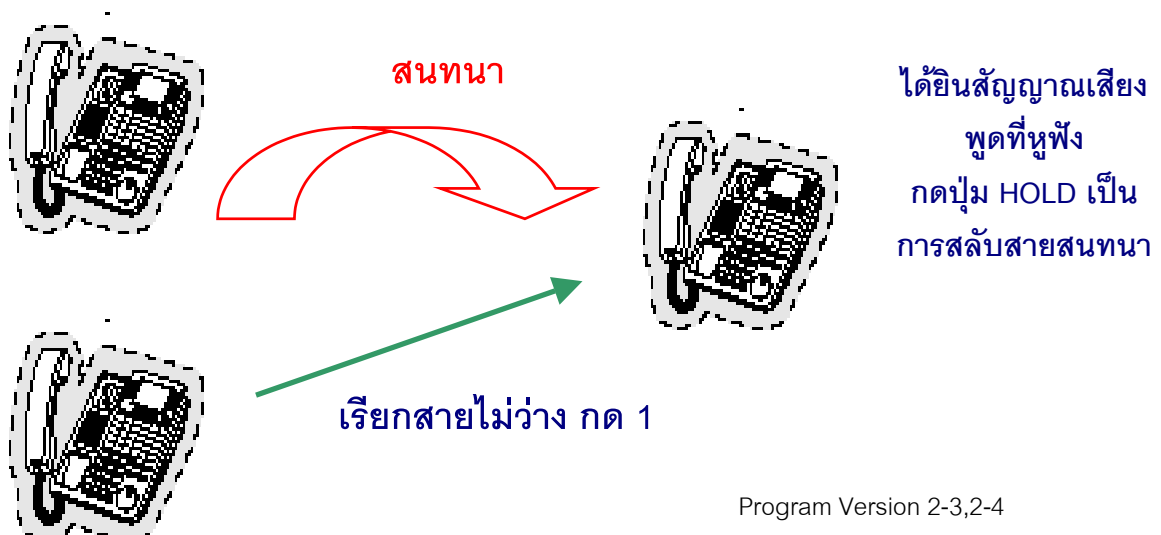 สนทนา
ได้ยินสัญญาณเสียง
พูดที่หูฟัง
กดปุ่ม HOLD เป็น
การสลับสายสนทนา
เรียกสายไม่ว่าง กด 1
Program Version 2-3,2-4